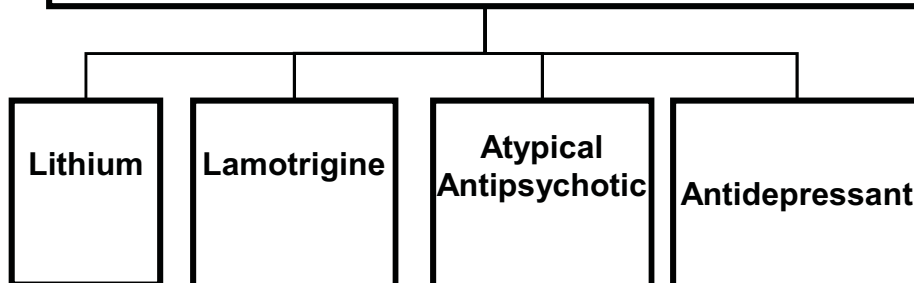 Lithium
Lamotrigine
Atypical
Antipsychotic
Antidepressant